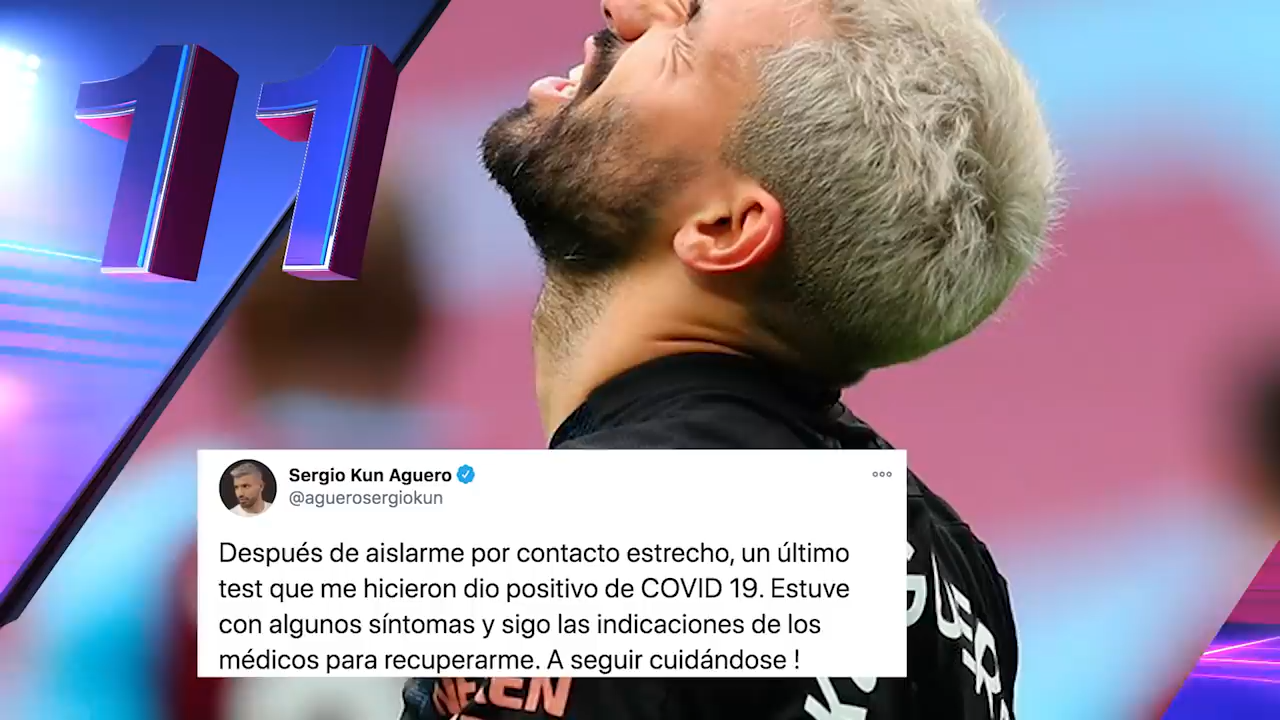 11
Sergio Kun Aguero
@aguerosergiokun
Después de aislarme por contacto estrecho, un último
test que me hicieron dio positivo de COVID 19. Estuve
con algunos síntomas y sigo las indicaciones de los
médicos para recuperarme. A seguir cuidándose !